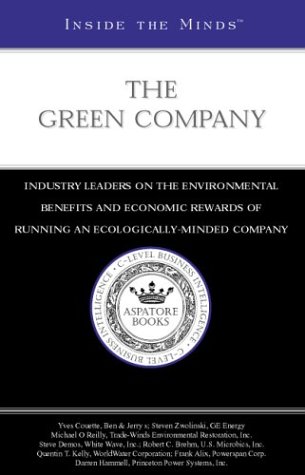 INSIDE THE MINDS™
THE
GREEN COMPANY
INDUSTRY LEADERS ON THE ENVIRONMENTAL
BENEFITS AND ECONOMIC REWARDS OF
RUNNING AN ECOLOGICALLY-MINDED COMPANY
C-LEVEL BUSINESS INTELLIGENCE
ASPATORE
BOOKS
C-LEVEL BUSINESS INTELLIGENCE
Yves Couette, Ben & Jerry's; Steven Zwolinski, GE Energy
Michael O Reilly, Trade-Winds Environmental Restoration, Inc.
Steve Demos, White Wave, Inc.; Robert C. Brehm, U.S. Microbics, Inc.
Quentin T. Kelly, WorldWater Corporation; Frank Alix, Powerspan Corp.
Darren Hammell, Princeton Power Systems, Inc.